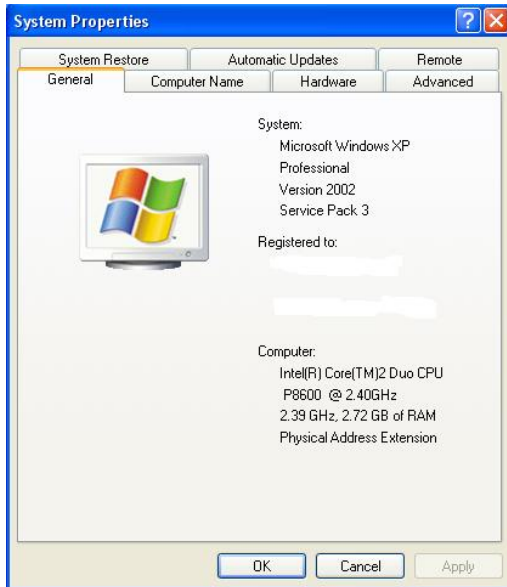 System Properties
System Restore Automatic Updates Remote
General Computer Name Hardware Advanced
System:
Microsoft Windows XP
Professional
Version 2002
Service Pack 3
Registered to:
Computer:
Intel(R) Core(TM)2 Duo CPU
P8600 @ 2.40GHz
2.39 GHz, 2.72 GB of RAM
Physical Address Extension
OK Cancel Apply